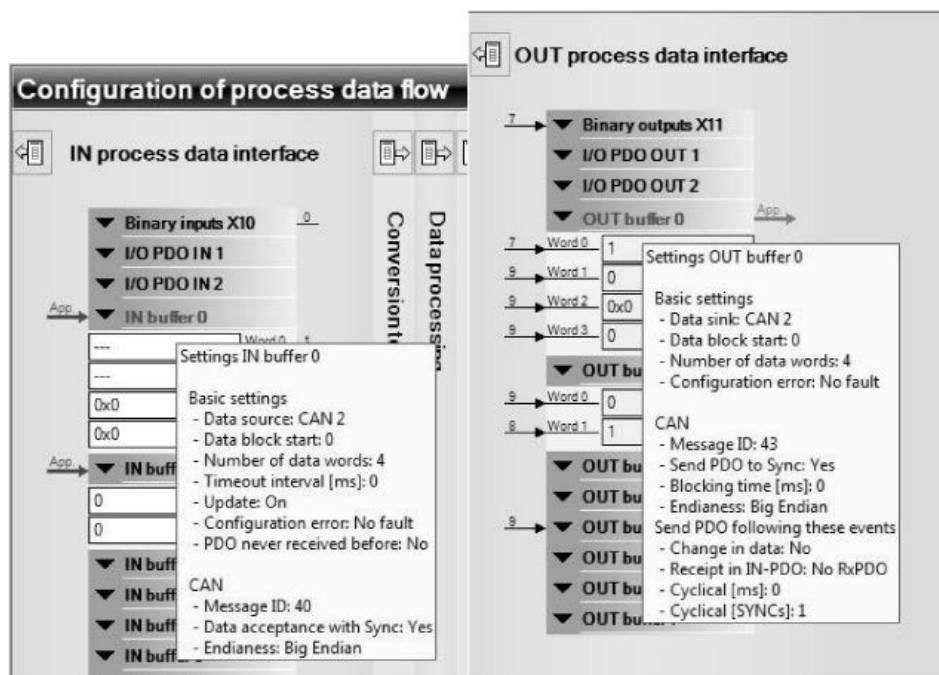 Configuration of process data flow
IN process data interface
Conversion
Data processing
Binary inputs X10
0
I/O PDO IN 1
I/O PDO IN 2
App.
IN buffer 0
---
Word 0
1
---
0x0
0x0
App.
IN buff
0
0
IN buff
IN buff
IN buff
IN
Settings IN buffer 0
Basic settings
- Data source: CAN 2
- Data block start: 0
- Number of data words: 4
- Timeout interval [ms]: 0
- Update: On
- Configuration error: No fault
- PDO never received before: No
CAN
- Message ID: 40
- Data acceptance with Sync: Yes
- Endianess: Big Endian
OUT process data interface
7
Binary outputs X11
I/O PDO OUT 1
I/O PDO OUT 2
OUT buffer 0
App.
7 Word 0 1
9 Word 1 0
9 Word 2 0x0
9 Word 3 0
OUT bu
9 Word 0 0
8 Word 1 1
OUT bu
OUT bu
9 OUT bu
OUT bu
OUT bu
OUT
Settings OUT buffer 0
Basic settings
- Data sink: CAN 2
- Data block start: 0
- Number of data words: 4
- Configuration error: No fault
CAN
- Message ID: 43
- Send PDO to Sync: Yes
- Blocking time [ms]: 0
- Endianess: Big Endian
Send PDO following these events
- Change in data: No
- Receipt in IN-PDO: No RxPDO
- Cyclical [ms]: 0
- Cyclical [SYNCs]: 1